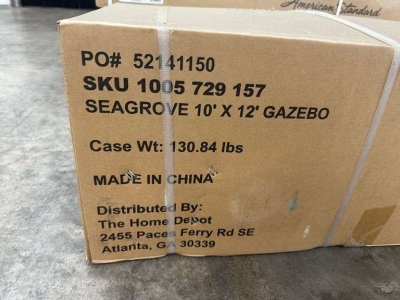 American Standard
PO# 52141150
SKU 1005 729 157
SEAGROVE 10' X 12' GAZEBO
Case Wt: 130.84 lbs
MADE IN CHINA
Distributed By:
The Home Depot
2455 Paces Ferry Rd SE
Atlanta, GA 30339